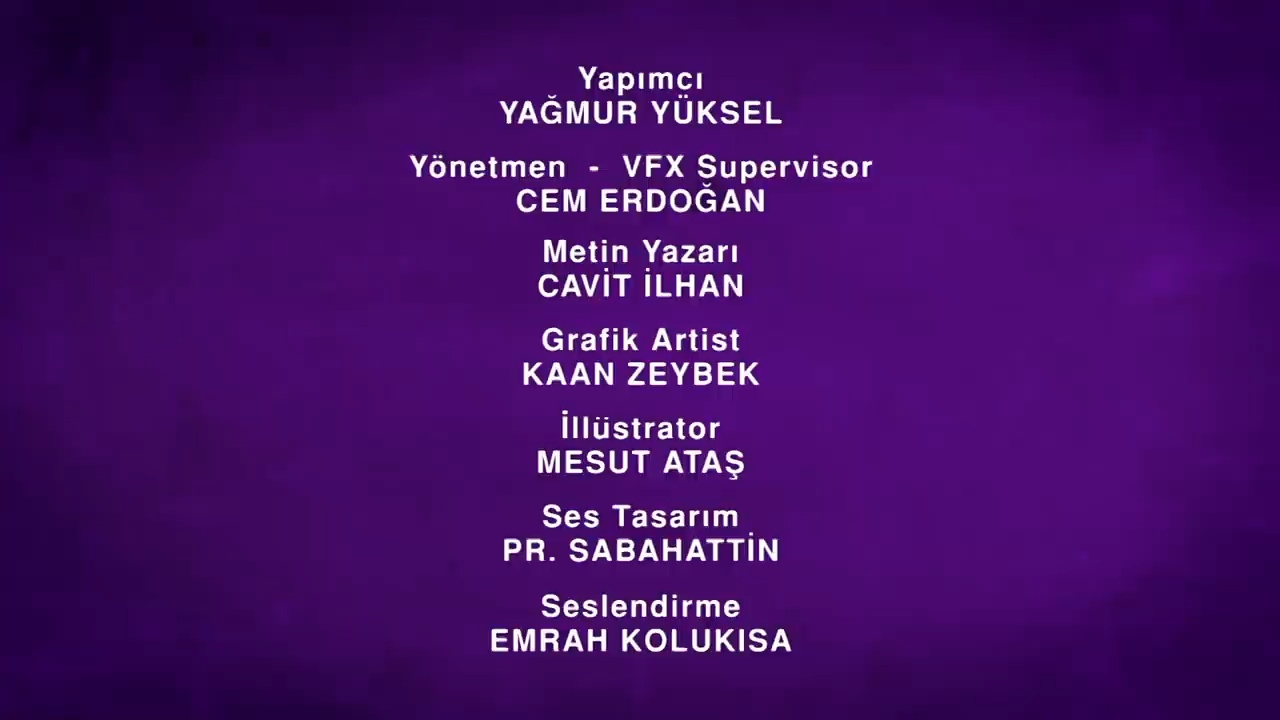 Yapımcı
YAĞMUR YÜKSEL
Yönetmen - VFX Supervisor
CEM ERDOĞAN
Metin Yazarı
CAVİT İLHAN
Grafik Artist
KAAN ZEYBEK
İllüstrator
MESUT ATAŞ
Ses Tasarım
PR. SABAHATTİN
Seslendirme
EMRAH KOLUKISA